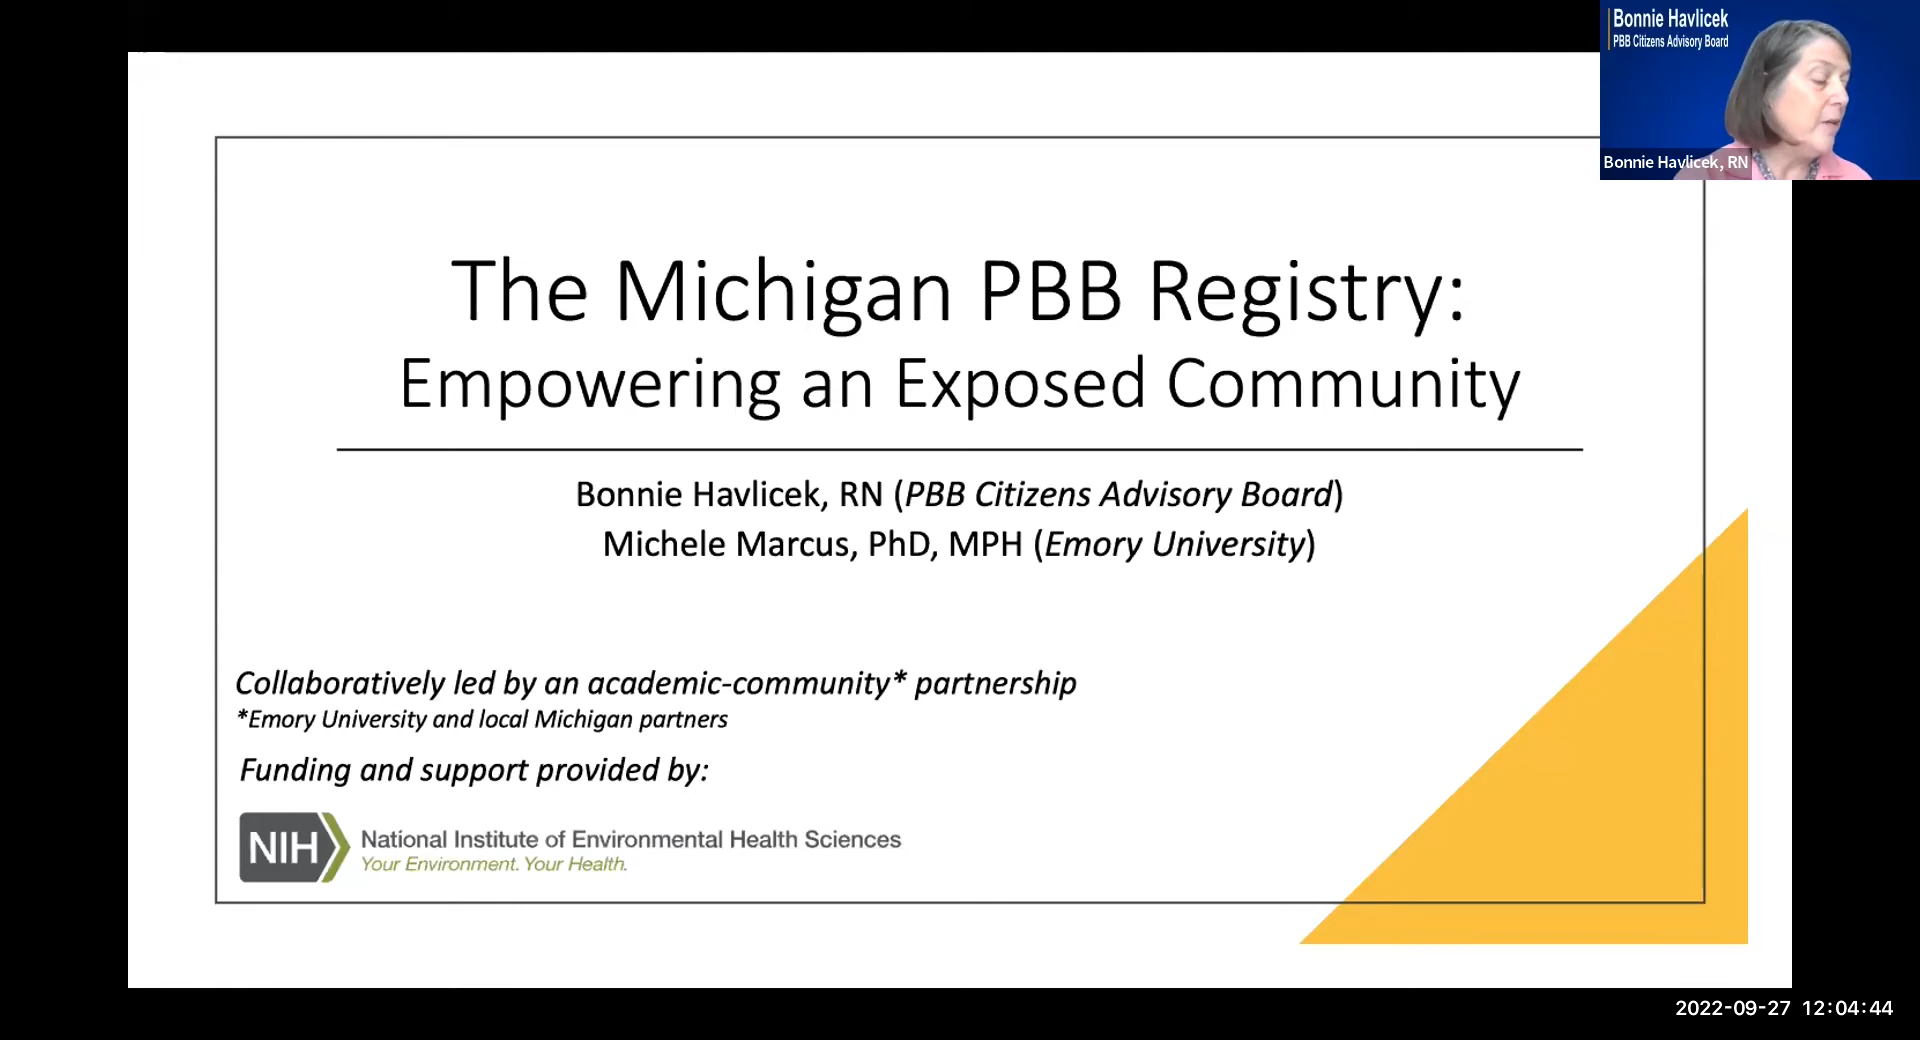 Bonnie Havlicek
PBB Citizens Advisory Board
Bonnie Havlicek, RN
The Michigan PBB Registry:
Empowering an Exposed Community
Bonnie Havlicek, RN (PBB Citizens Advisory Board)
Michele Marcus, PhD, MPH (Emory University)
Collaboratively led by an academic-community* partnership
*Emory University and local Michigan partners
Funding and support provided by:
NIH National Institute of Environmental Health Sciences
Your Environment. Your Health.
2022-09-27 12:04:44